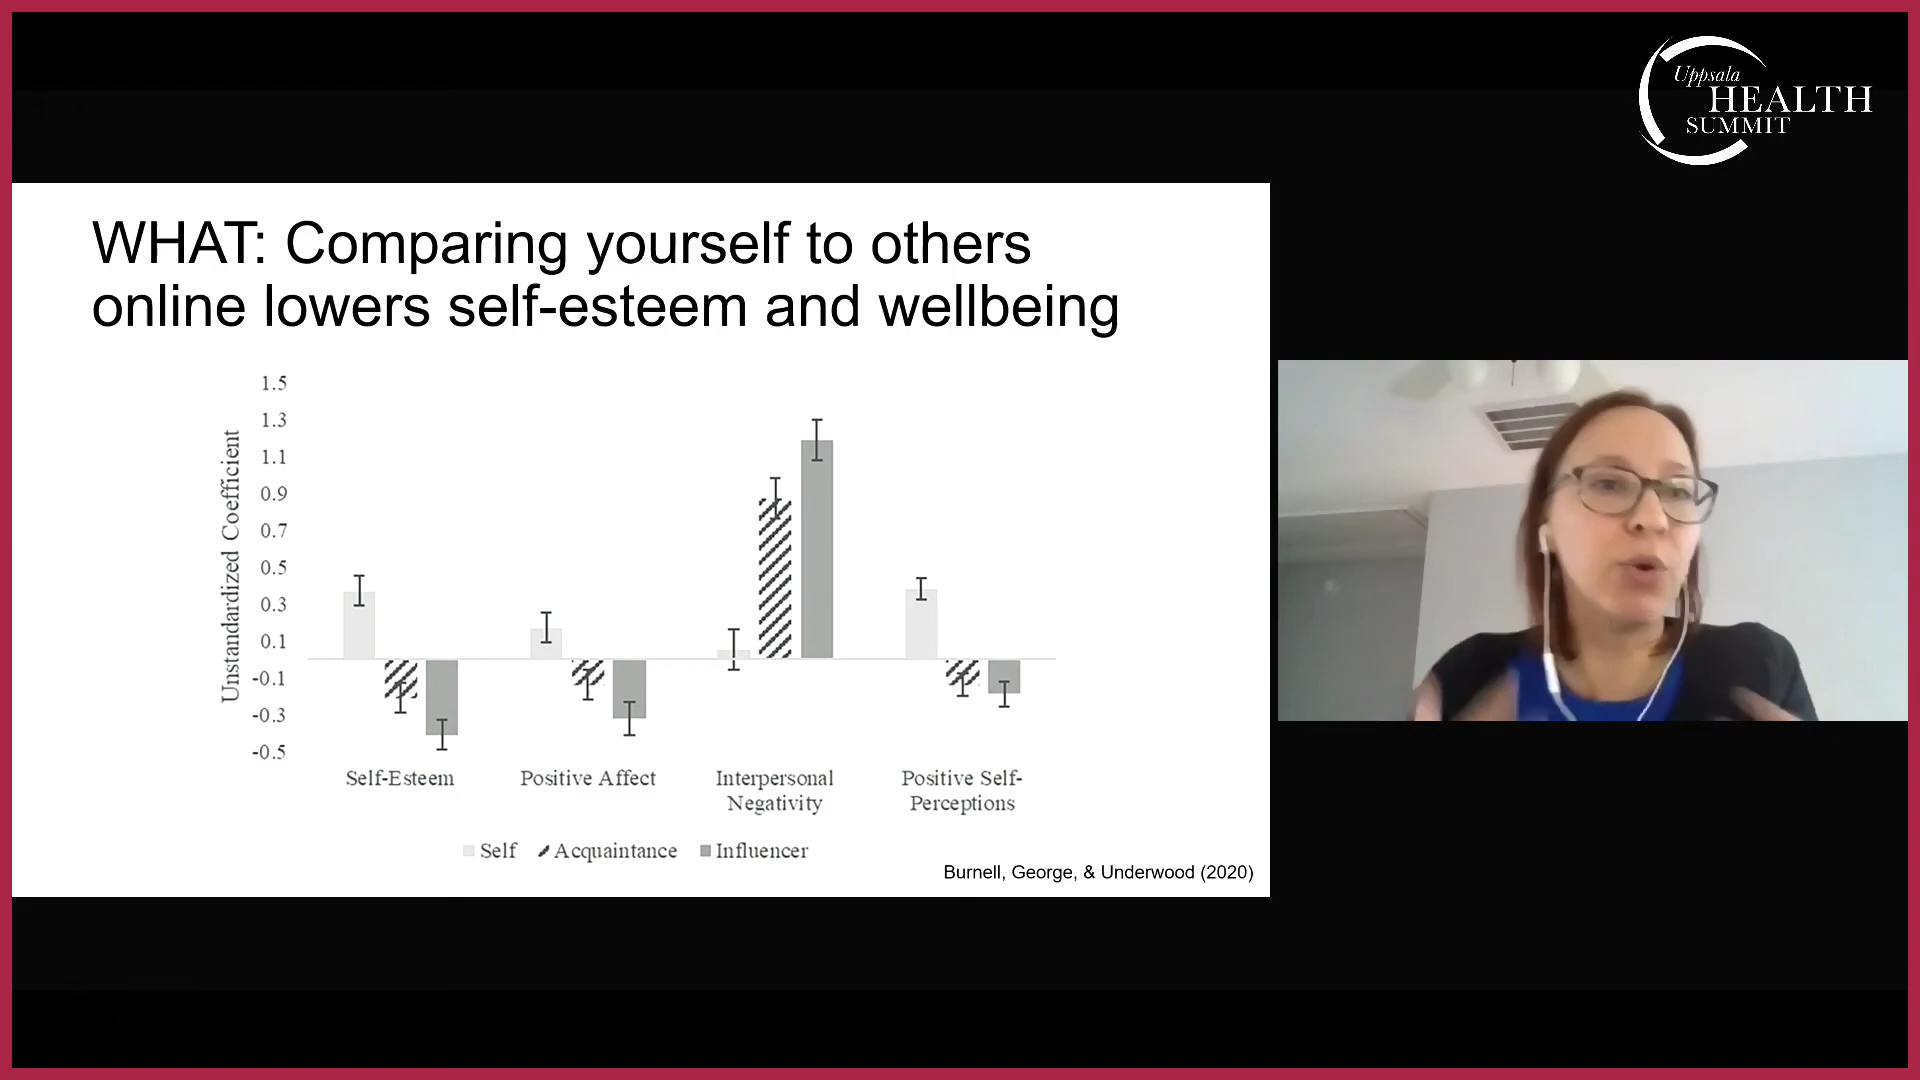 Uppsala
HEALTH
SUMMIT
WHAT: Comparing yourself to others
online lowers self-esteem and wellbeing
Unstandardized Coefficient
1.5
1.3
1.1
0.9
0.7
0.5
0.3
0.1
-0.1
-0.3
-0.5
Self-Esteem
Positive Affect
Interpersonal
Negativity
Positive Self-
Perceptions
Self
Acquaintance
Influencer
Burnell, George, & Underwood (2020)